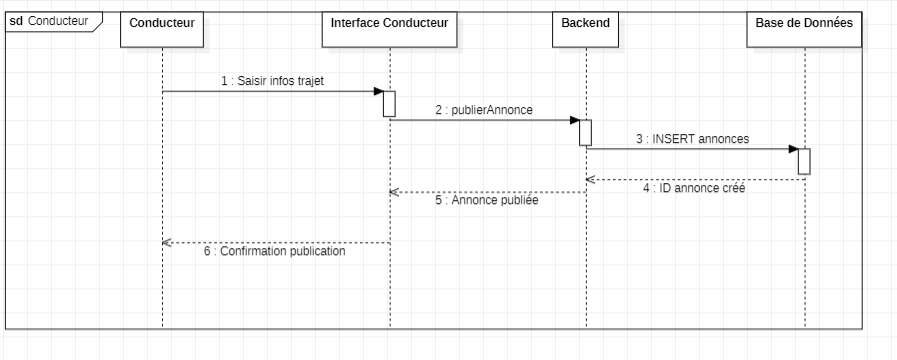 sd Conducteur
Conducteur
Interface Conducteur
Backend
Base de Données
1 : Saisir infos trajet
2 : publierAnnonce
3 : INSERT annonces
4 : ID annonce créé
5 : Annonce publiée
6 : Confirmation publication